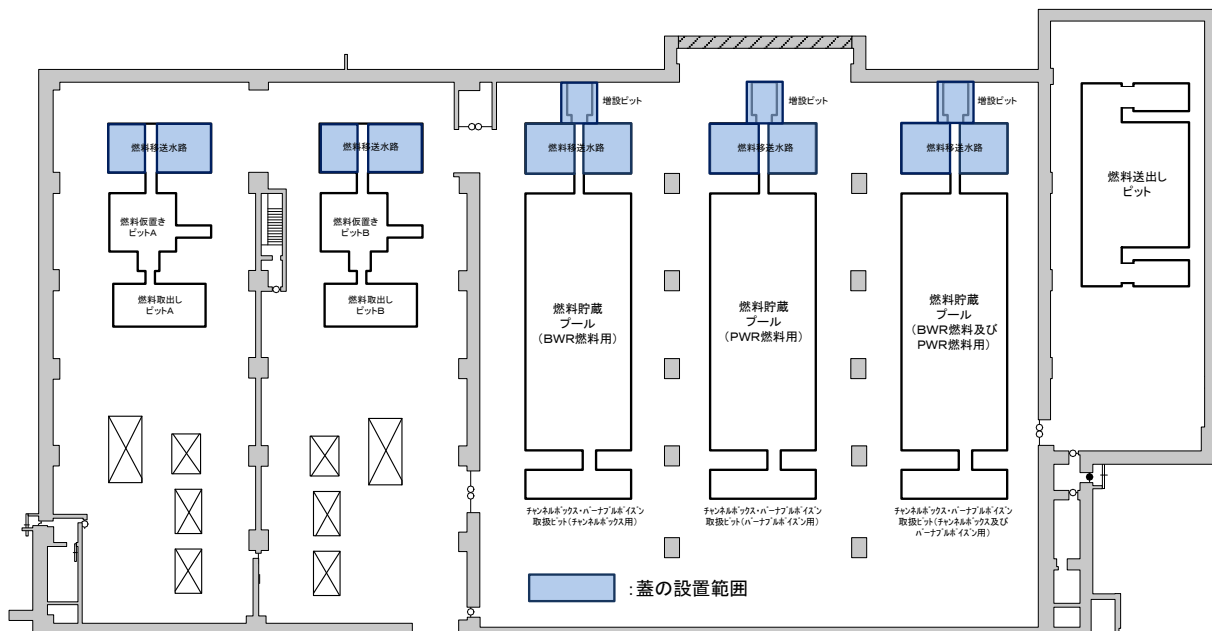 増設ピット
増設ピット
増設ピット
燃料移送水路
燃料移送水路
燃料移送水路
燃料移送水路
燃料移送水路
燃料送出し
ピット
燃料仮置き
ピットA
燃料仮置き
ピットB
燃料取出し
ピットA
燃料取出し
ピットB
燃料貯蔵
プール
(BWR燃料用)
燃料貯蔵
プール
(PWR燃料用)
燃料貯蔵
プール
(BWR燃料及び
PWR燃料用)
チャンネルボックス・バーナブルポイズン
取扱ピット(チャンネルボックス用)
チャンネルボックス・バーナブルポイズン
取扱ピット(バーナブルポイズン用)
チャンネルボックス・バーナブルポイズン
取扱ピット(チャンネルボックス及び
バーナブルポイズン用)
:蓋の設置範囲